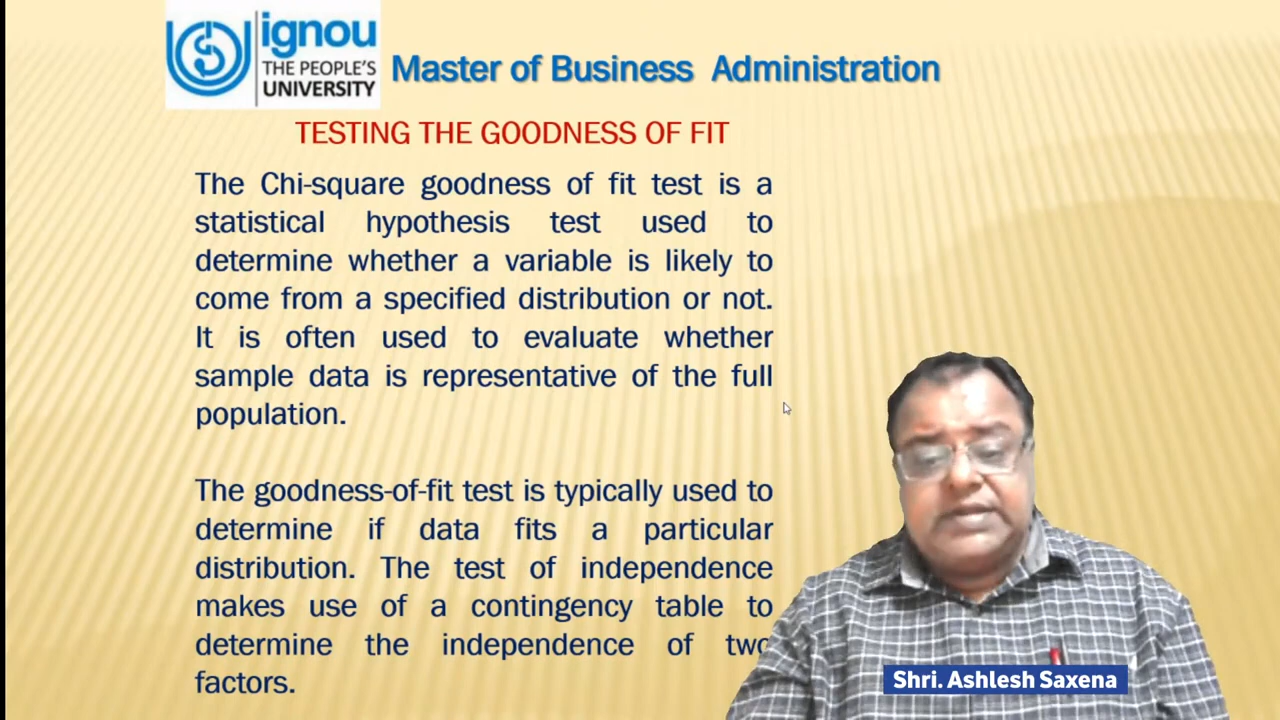 ignou
THE PEOPLE'S
UNIVERSITY
Master of Business Administration
TESTING THE GOODNESS OF FIT
The Chi-square goodness of fit test is a
statistical hypothesis test used to
determine whether a variable is likely to
come from a specified distribution or not.
It is often used to evaluate whether
sample data is representative of the full
population.
The goodness-of-fit test is typically used to
determine if data fits a particular
distribution. The test of independence
makes use of a contingency table to
determine the independence of two
factors.
Shri. Ashlesh Saxena